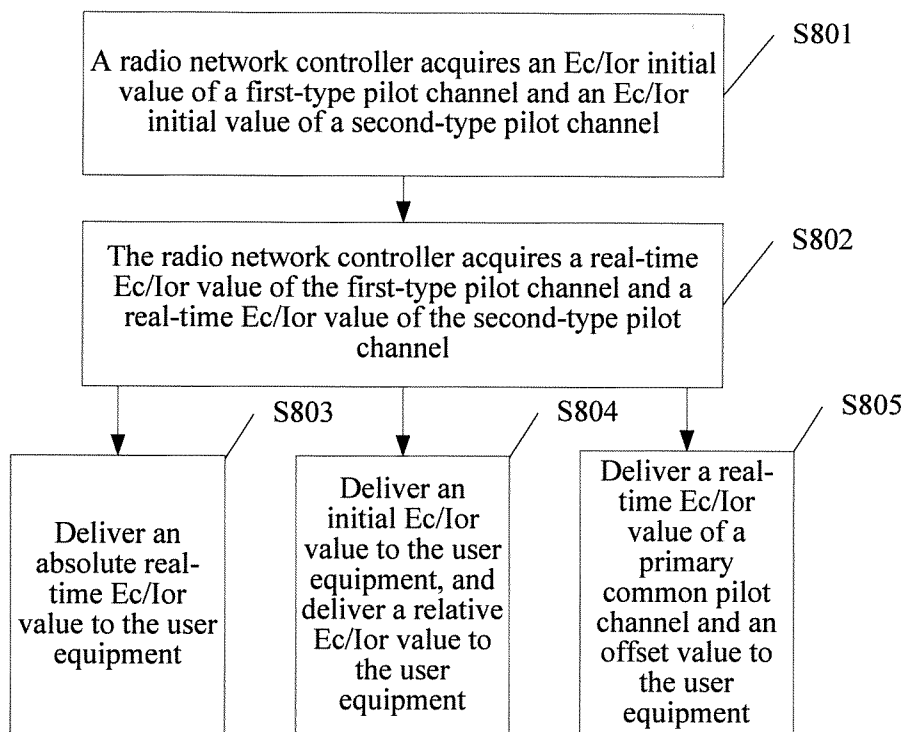 S801
A radio network controller acquires an Ec/Ior initial
value of a first-type pilot channel and an Ec/Ior
initial value of a second-type pilot channel
S802
The radio network controller acquires a real-time
Ec/Ior value of the first-type pilot channel and a
real-time Ec/Ior value of the second-type pilot
channel
S803
Deliver an
absolute real-
time Ec/Ior
value to the user
equipment
S804
Deliver an
initial Ec/Ior
value to the user
equipment, and
deliver a relative
Ec/Ior value to
the user
equipment
S805
Deliver a real-
time Ec/Ior
value of a
primary
common pilot
channel and an
offset value to
the user
equipment